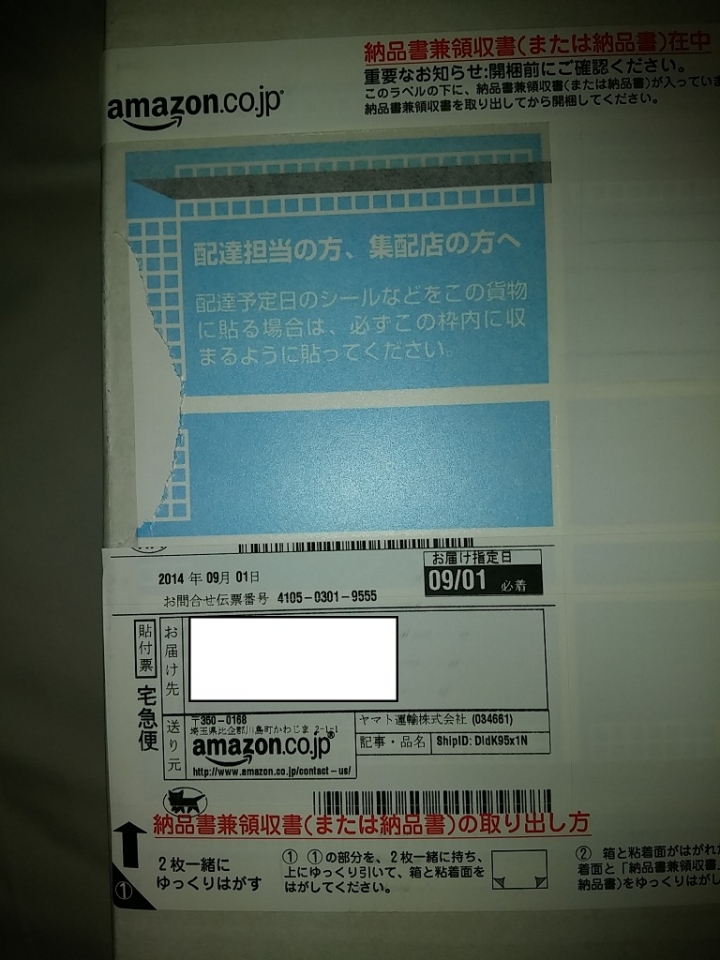 納品書兼領収書(または納品書)在中
重要なお知らせ:開梱前にご確認ください。
このラベルの下に、納品書兼領収書(または納品書)が入ってい
納品書兼領収書を取り出してから開梱してください。
amazon.co.jp
配達担当の方、集配店の方へ
配達予定日のシールなどをこの貨物
に貼る場合は、必ずこの枠内に収
まるように貼ってください。
2014 年 09月 01日
お届け指定日
09/01 必着
お問合せ伝票番号 4105-0301-9555
貼付票
宅急便
お届け先
送り元
〒350-0168
埼玉県比企郡川島町かわじま 2-1-1
amazon.co.jp®
http://www.amazon.co.jp/contact-us/
ヤマト運輸株式会社 (034661)
記事・品名 ShipID: DldK95x1N
納品書兼領収書(または納品書)の取り出し方
①
2枚一緒に
ゆっくりはがす
① ①の部分を、2枚一緒に持ち、
上にゆっくり引いて、箱と粘着面を
はがしてください。
② 箱と粘着面がはがれ
着面と「納品書兼領収書
納品書)をゆっくりはがし